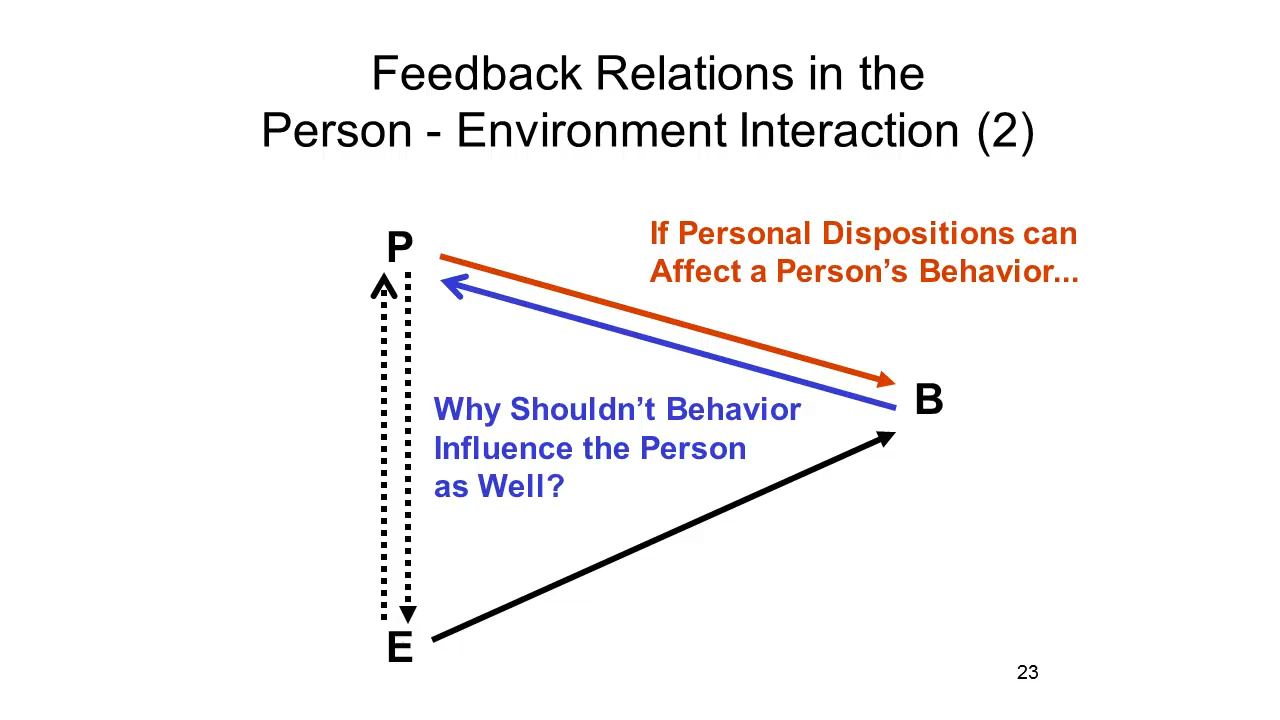 Feedback Relations in the
Person - Environment Interaction (2)
If Personal Dispositions can
Affect a Person’s Behavior...
P
B
Why Shouldn’t Behavior
Influence the Person
as Well?
E
23